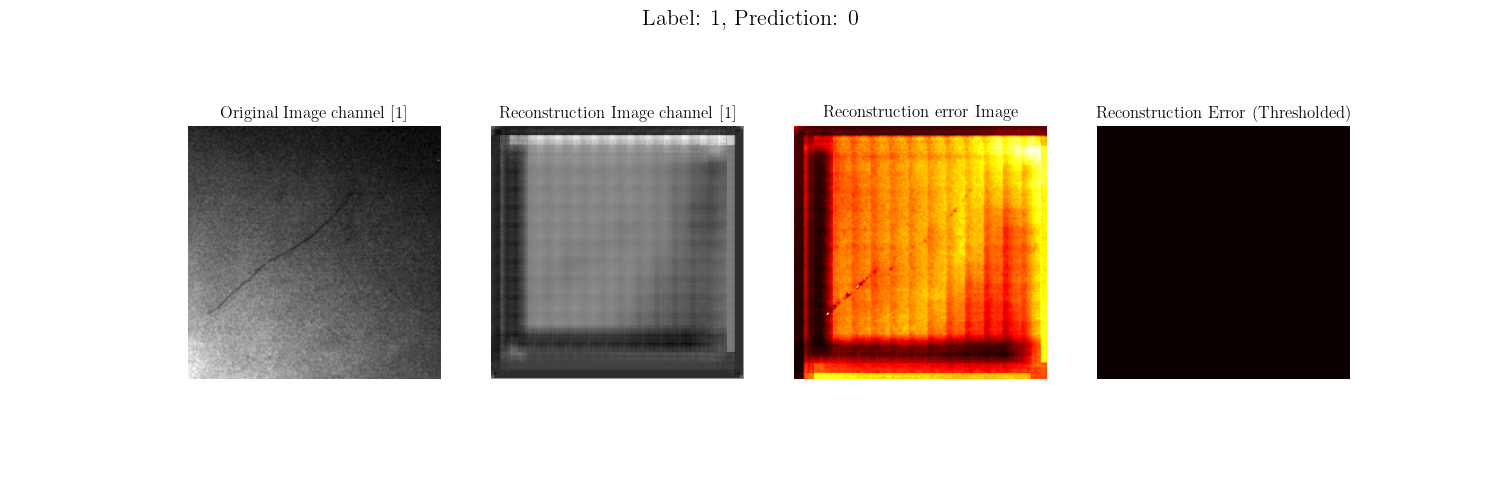 Label: 1, Prediction: 0
Original Image channel [1]
Reconstruction Image channel [1]
Reconstruction error Image
Reconstruction Error (Thresholded)